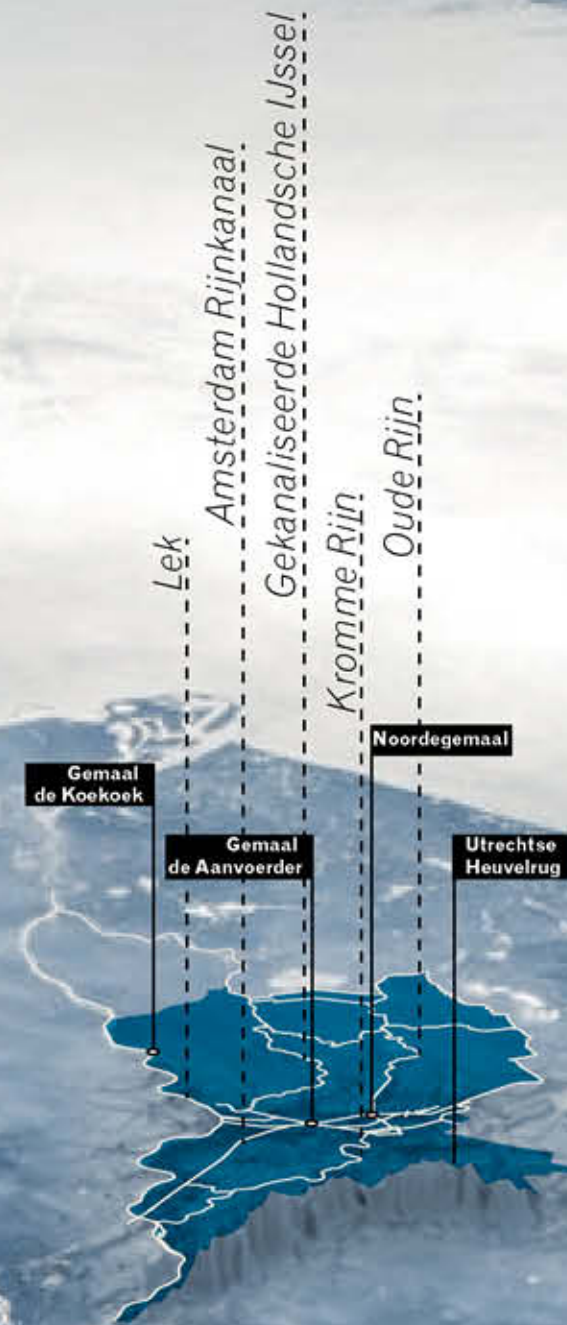 Lek
Amsterdam Rijnkanaal
Gekanaliseerde Hollandsche IJssel
Kromme Rijn
Oude Rijn
Noordegemaal
Gemaal
de Koekoek
Gemaal
de Aanvoerder
Utrechtse
Heuvelrug